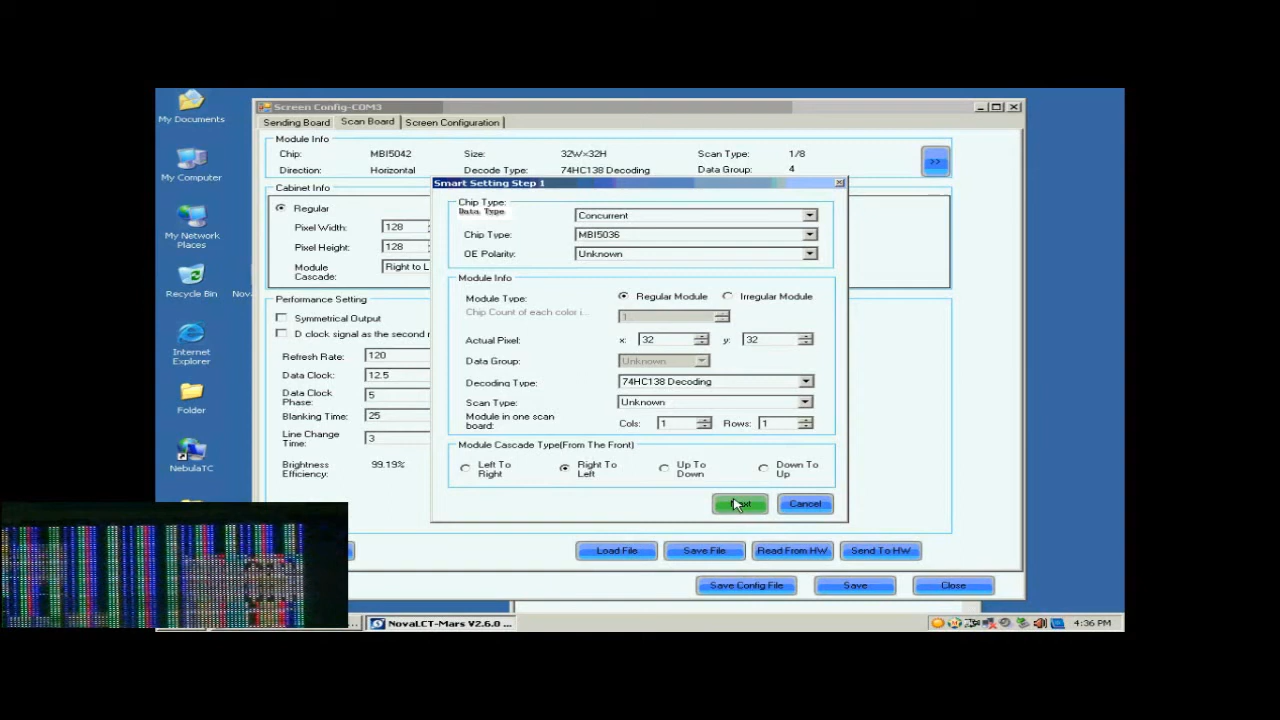 My Documents
My Computer
My Network
Places
Recycle Bin
Nov
Internet
Explorer
Folder
NebulaTC
Screen Config-COM3
Sending Board
Scan Board
Screen Configuration
Module Info
Chip:
MBI5042
Size:
32W×32H
Scan Type:
1/8
>>
Direction:
Horizontal
Decode Type:
74HC138 Decoding
Data Group:
4
Cabinet Info
Regular
Pixel Width:
128
Pixel Height:
128
Module
Cascade:
Right to L
Performance Setting
Symmetrical Output
D clock signal as the second r
Refresh Rate:
120
Data Clock:
12.5
Data Clock
Phase:
5
Blanking Time:
25
Line Change
Time:
3
Brightness
Efficiency:
99.19%
Smart Setting Step 1
Chip Type:
Data Type
Concurrent
Chip Type:
MBI5036
OE Polarity:
Unknown
Module Info
Module Type:
Regular Module
Irregular Module
Chip Count of each color i...
1
Actual Pixel:
x:
32
y:
32
Data Group:
Unknown
Decoding Type:
74HC138 Decoding
Scan Type:
Unknown
Module in one scan
board:
Cols:
1
Rows:
1
Module Cascade Type(From The Front)
Left To
Right
Right To
Left
Up To
Down
Down To
Up
Next
Cancel
Load File
Save File
Read From HW
Send To HW
Save Config File
Save
Close
...
NovaLCT-Mars V2.6.0 ...
4:36 PM